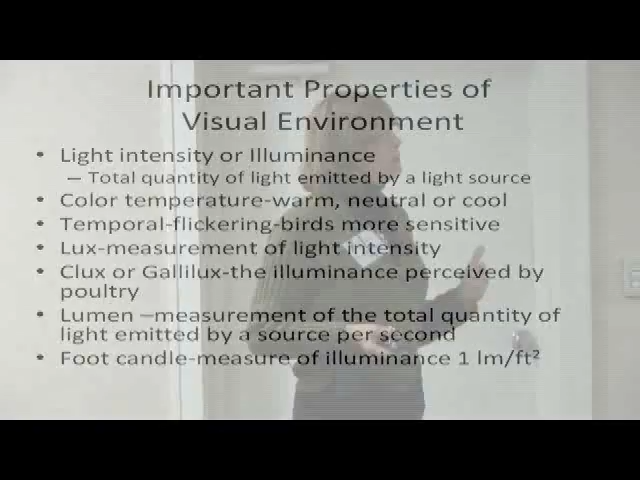 Important Properties of
Visual Environment
• Light intensity or Illuminance
– Total quantity of light emitted by a light source
• Color temperature-warm, neutral or cool
• Temporal-flickering-birds more sensitive
• Lux-measurement of light intensity
• Clux or Gallilux-the illuminance perceived by
poultry
• Lumen –measurement of the total quantity of
light emitted by a source per second
• Foot candle-measure of illuminance 1 lm/ft²